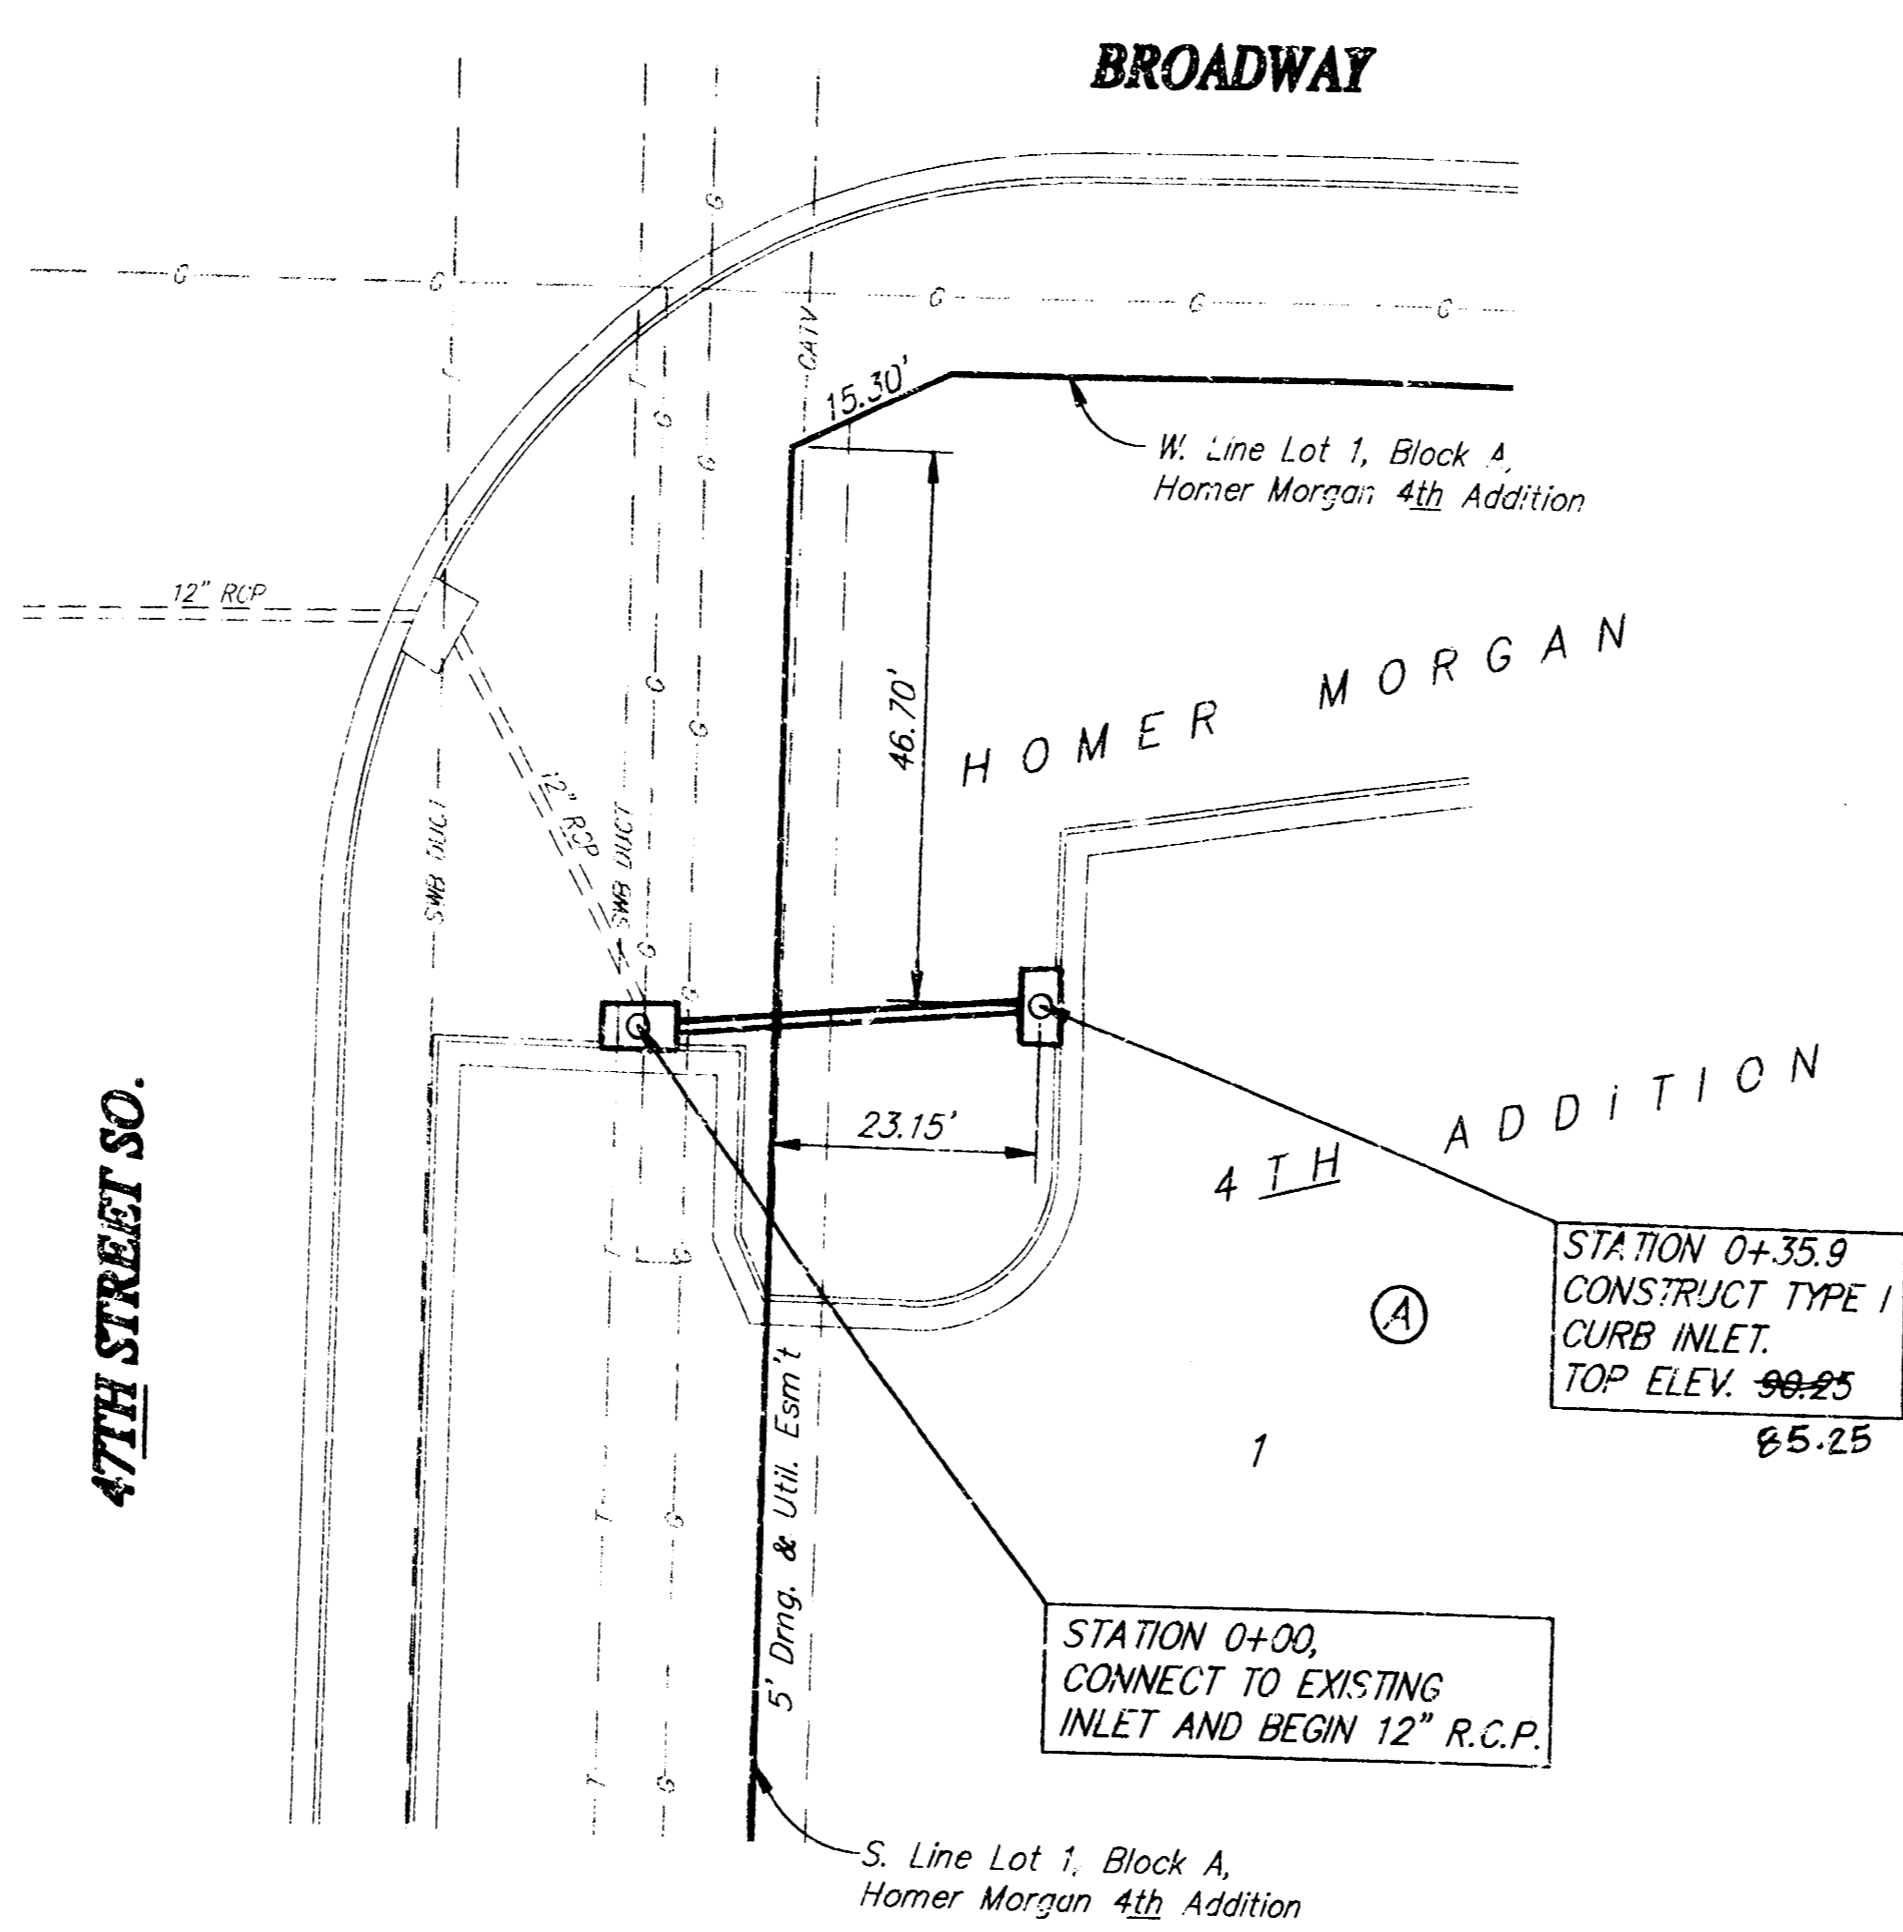 BROADWAY
G G G G G
G
CATV
15.30'
W. Line Lot 1, Block A,
Homer Morgan 4th Addition
T G G
12" RCP
46.70'
G G
HOMER MORGAN
12" RCP
SWB DUCT
SWB DUCT
G G
23.15'
4TH ADDITION
47TH STREET SO.
STATION 0+35.9
CONSTRUCT TYPE I
CURB INLET.
TOP ELEV. 90.25
85.25
A
1
T G
5' Drng. & Util. Esm't
T G
STATION 0+00,
CONNECT TO EXISTING
INLET AND BEGIN 12" R.C.P.
T G
S. Line Lot 1, Block A,
Homer Morgan 4th Addition